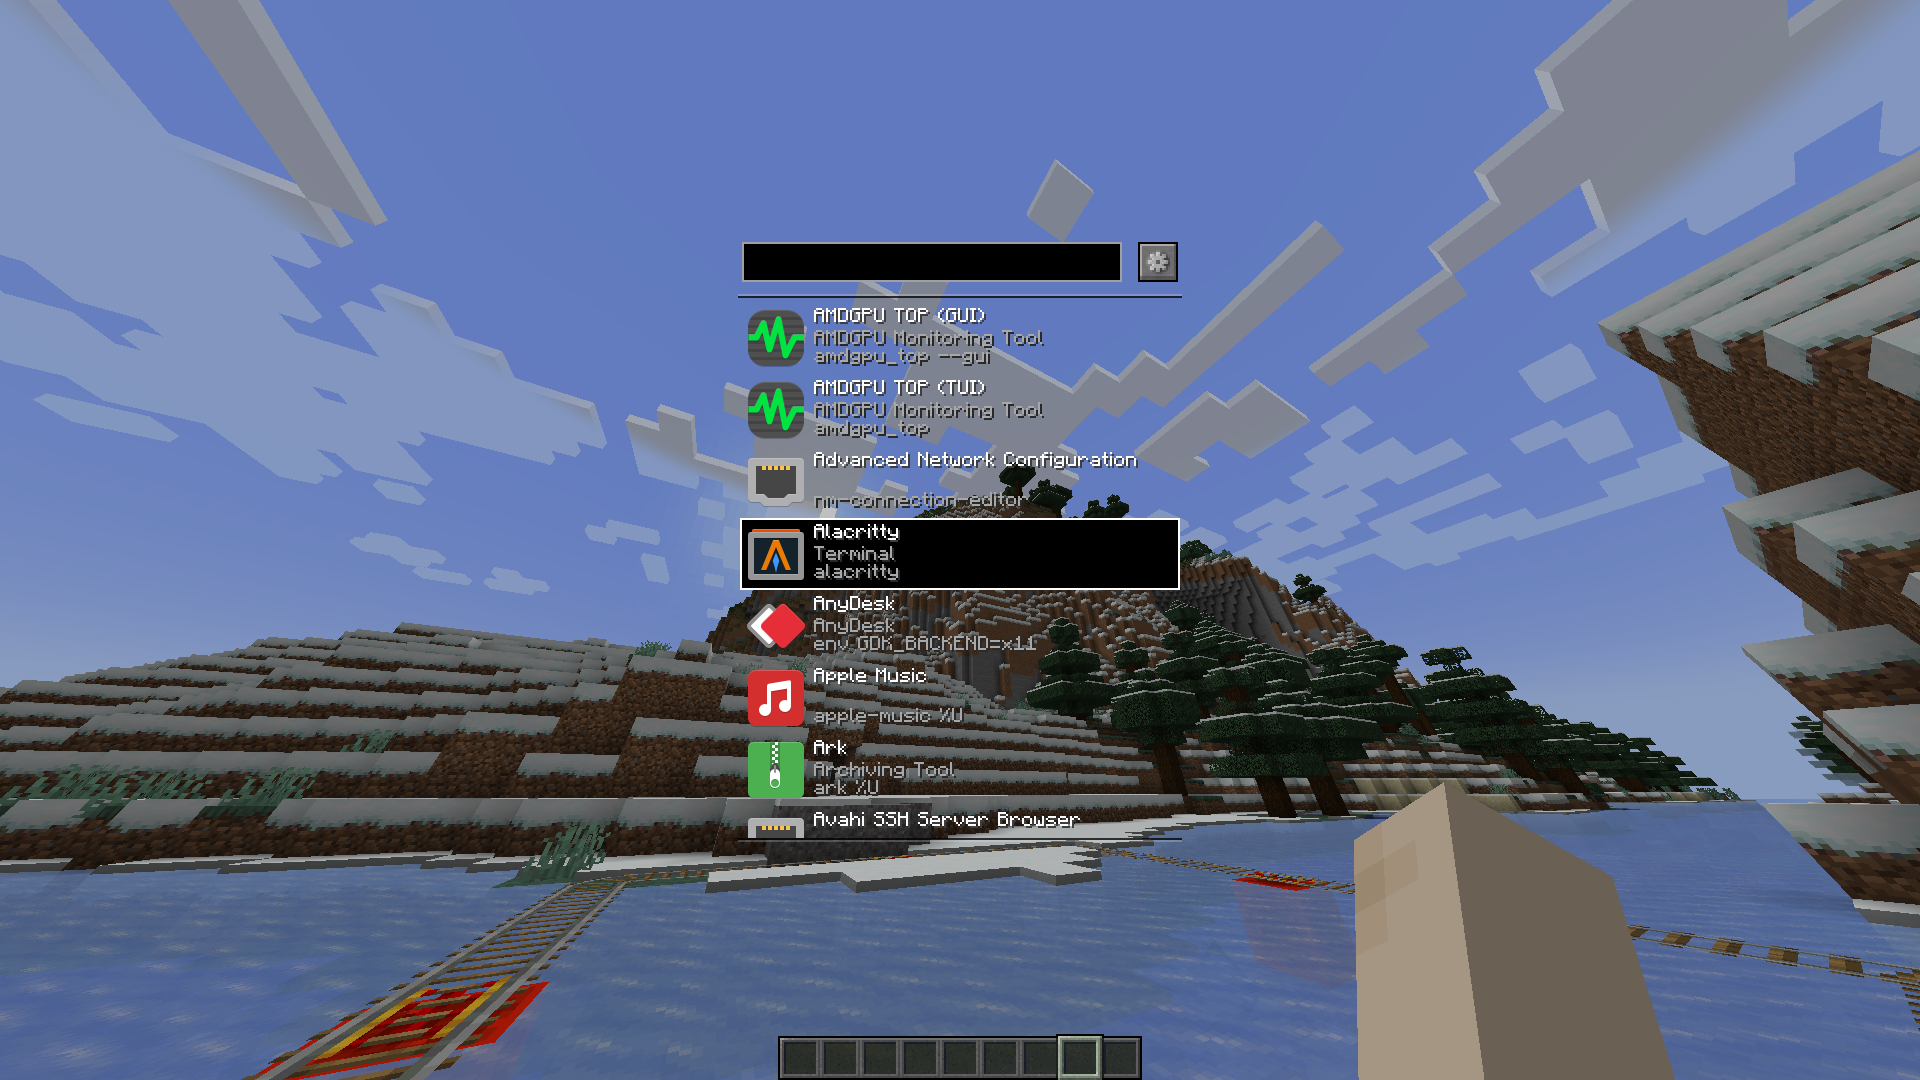 AMDGPU TOP (GUI)
AMDGPU Monitoring Tool
amdgpu_top --gui
AMDGPU TOP (TUI)
AMDGPU Monitoring Tool
amdgpu_top
Advanced Network Configuration
nm-connection-editor
Alacritty
Terminal
alacritty
AnyDesk
AnyDesk
env GDK_BACKEND=x11
Apple Music
apple-music %U
Ark
Archiving Tool
ark %U
Avahi SSH Server Browser